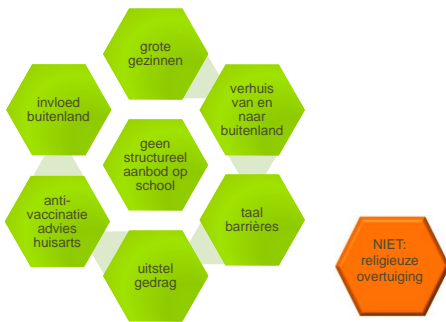 grote
gezinnen
verhuis
van en
naar
buitenland
taal
barrières
uitstel
gedrag
anti-
vaccinatie
advies
huisarts
invloed
buitenland
geen
structureel
aanbod op
school
NIET:
religieuze
overtuiging